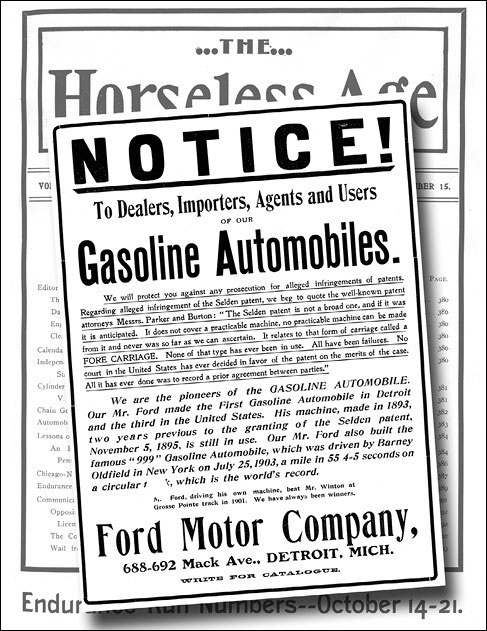 ...THE...
Horseless Age
NOTICE!
To Dealers, Importers, Agents and Users
OF OUR
Gasoline Automobiles.
We will protect you against any prosecution for alleged infringements of patents.
Regarding alleged infringement of the Selden patent, we beg to quote the well-known patent
attorneys Messrs. Parker and Burton: "The Selden patent is not a broad one, and if it was
it is anticipated. It does not cover a practicable machine, no practicable machine can be made
from it and never was so far as we can ascertain. It relates to that form of carriage called a
FORE CARRIAGE. None of that type has ever been in use. All have been failures. No
court in the United States has ever decided in favor of the patent on the merits of the case.
All it has ever done was to record a prior agreement between parties."
We are the pioneers of the GASOLINE AUTOMOBILE.
Our Mr. Ford made the First Gasoline Automobile in Detroit
and the third in the United States. His machine, made in 1893,
two years previous to the granting of the Selden patent,
November 5, 1895, is still in use. Our Mr. Ford also built the
famous "999" Gasoline Automobile, which was driven by Barney
Oldfield in New York on July 25, 1903, a mile in 55 4-5 seconds on
a circular t k, which is the world's record.
Ford, driving his own machine, beat Mr. Winton at
Grosse Pointe track in 1901. We have always been winners.
Ford Motor Company,
688-692 Mack Ave., DETROIT, MICH.
WRITE FOR CATALOGUE.
VO
BER 15.
PAGE.
Editor
Th
Da
En
Cle
Calenda
Indepen
St
Cylinder
V.
Chain Ge
Automob
Lessons o
An
Pe
Chicago-N
Endurance
Communica
Opposi
Licen
The Co
Wait fr
380
380
Endurance Run Numbers--October 14-21.